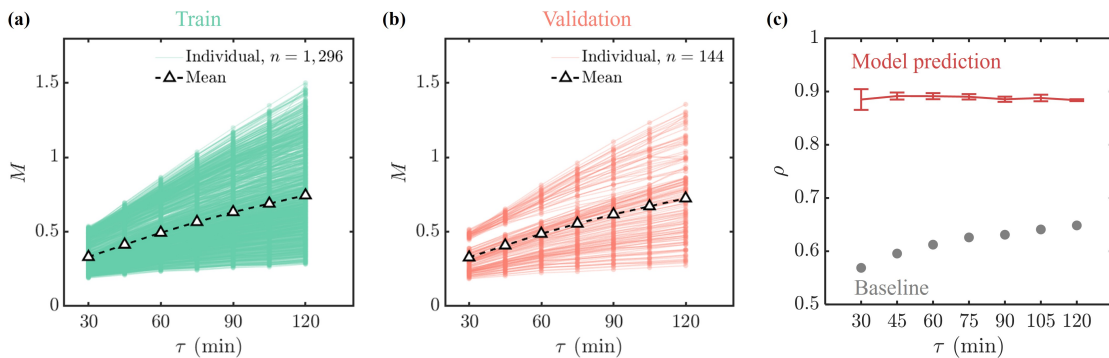 (a)
Train
Individual, n = 1,296
Mean
M
1.5
1
0.5
0
30
60
90
120
τ (min)
(b)
Validation
Individual, n = 144
Mean
M
1.5
1
0.5
0
30
60
90
120
τ (min)
(c)
1
0.9
0.8
0.7
0.6
0.5
ρ
Model prediction
Baseline
30 45 60 75 90 105 120
τ (min)